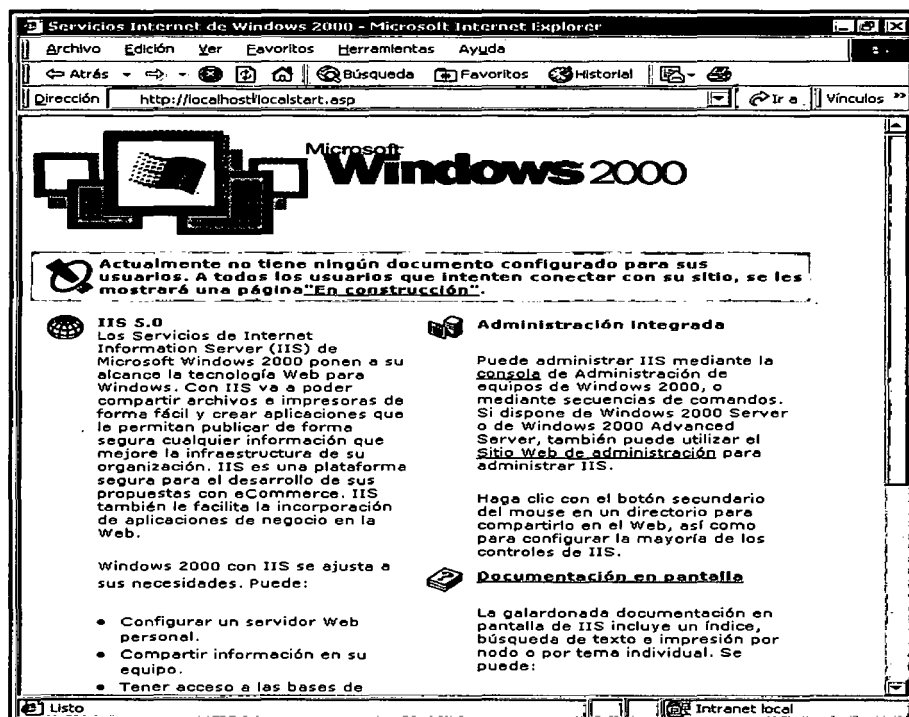 Servicios Internet de Windows 2000 - Microsoft Internet Explorer
Archivo Edición Ver Favoritos Herramientas Ayuda
Atrás Búsqueda Favoritos Historial
Dirección http://localhost/localstart.asp Ir a Vínculos »
Microsoft
Windows 2000
Actualmente no tiene ningún documento configurado para sus
usuarios. A todos los usuarios que intenten conectar con su sitio, se les
mostrará una página "En construcción".
IIS 5.0
Los Servicios de Internet
Information Server (IIS) de
Microsoft Windows 2000 ponen a su
alcance la tecnología Web para
Windows. Con IIS va a poder
compartir archivos e impresoras de
forma fácil y crear aplicaciones que
le permitan publicar de forma
segura cualquier información que
mejore la infraestructura de su
organización. IIS es una plataforma
segura para el desarrollo de sus
propuestas con eCommerce. IIS
también le facilita la incorporación
de aplicaciones de negocio en la
Web.
Windows 2000 con IIS se ajusta a
sus necesidades. Puede:
• Configurar un servidor Web
personal.
• Compartir información en su
equipo.
• Tener acceso a las bases de
Administración integrada
Puede administrar IIS mediante la
consola de Administración de
equipos de Windows 2000, o
mediante secuencias de comandos.
Si dispone de Windows 2000 Server
o de Windows 2000 Advanced
Server, también puede utilizar el
Sitio Web de administración para
administrar IIS.
Haga clic con el botón secundario
del mouse en un directorio para
compartirlo en el Web, así como
para configurar la mayoría de los
controles de IIS.
Documentación en pantalla
La galardonada documentación en
pantalla de IIS incluye un índice,
búsqueda de texto e impresión por
nodo o por tema individual. Se
puede:
Listo Intranet local